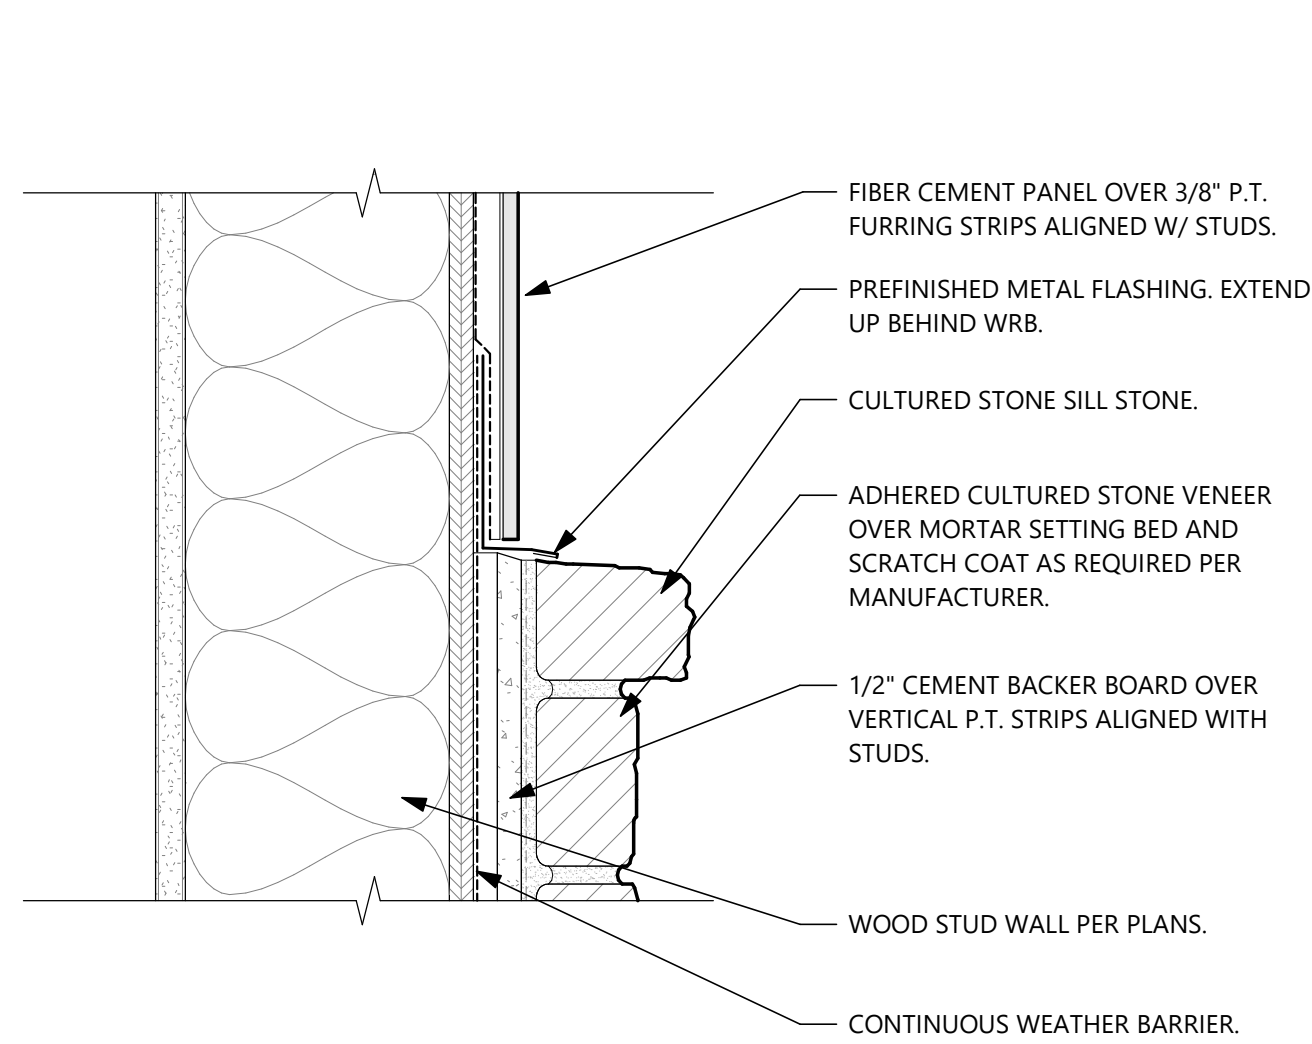 FIBER CEMENT PANEL OVER 3/8" P.T.
FURRING STRIPS ALIGNED W/ STUDS.
PREFINISHED METAL FLASHING. EXTEND
UP BEHIND WRB.
CULTURED STONE SILL STONE.
ADHERED CULTURED STONE VENEER
OVER MORTAR SETTING BED AND
SCRATCH COAT AS REQUIRED PER
MANUFACTURER.
1/2" CEMENT BACKER BOARD OVER
VERTICAL P.T. STRIPS ALIGNED WITH
STUDS.
WOOD STUD WALL PER PLANS.
CONTINUOUS WEATHER BARRIER.